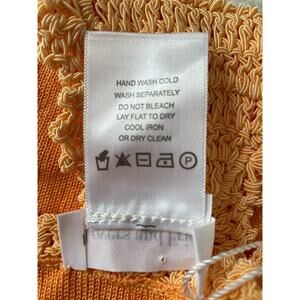 HAND WASH COLD
WASH SEPARATELY
DO NOT BLEACH
LAY FLAT TO DRY
COOL IRON
OR DRY CLEAN
P